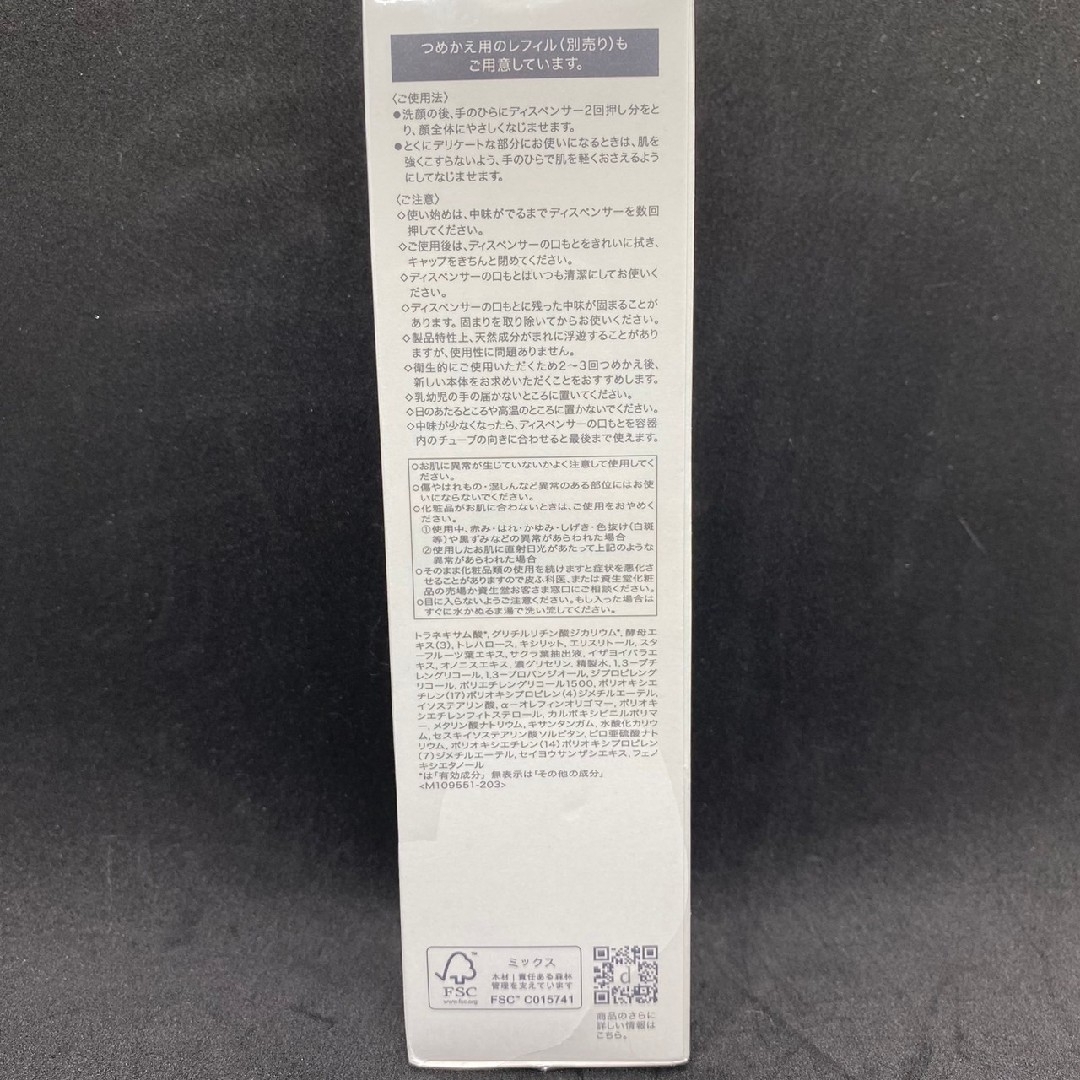 つめかえ用のレフィル(別売り)も
ご用意しています。
〈ご使用法〉
●洗顔の後、手のひらにディスペンサー2回押し分をと
り、顔全体にやさしくなじませます。
●とくにデリケートな部分にお使いになるときは、肌を
強くこすらないよう、手のひらで肌を軽くおさえるよう
にしてなじませます。
〈ご注意〉
◇使い始めは、中味がでるまでディスペンサーを数回
押してください。
◇ご使用後は、ディスペンサーの口もとをきれいに拭き、
キャップをきちんと閉めてください。
◇ディスペンサーの口もとはいつも清潔にしてお使いく
ださい。
◇ディスペンサーの口もとに残った中味が固まることが
あります。固まりを取り除いてからお使いください。
◇製品特性上、天然成分がまれに浮遊することがあり
ますが、使用性に問題ありません。
◇衛生的にご使用いただくため2〜3回つめかえ後、
新しい本体をお求めいただくことをおすすめします。
◇乳幼児の手の届かないところに置いてください。
◇日のあたるところや高温のところに置かないでください。
◇中味が少なくなったら、ディスペンサーの口もとを容器
内のチューブの向きに合わせると最後まで使えます。
○お肌に異常が生じていないかよく注意して使用してく
ださい。
○傷やはれもの・湿しんなど異常のある部位にはお使
いにならないでください。
○化粧品がお肌に合わないときは、ご使用をおやめく
ださい。
①使用中、赤み・はれ・かゆみ・しげき・色抜け(白斑
等)や黒ずみなどの異常があらわれた場合
②使用したお肌に直射日光があたって上記のような
異常があらわれた場合
○そのまま化粧品類の使用を続けますと症状を悪化さ
せることがありますので皮ふ科医、または資生堂化粧
品の売場か資生堂お客さま窓口にご相談ください。
○目に入らないようご注意ください。もし入った場合は
すぐに水かぬるま湯で洗い流してください。
トラネキサム酸*,グリチルリチン酸ジカリウム*,酵母エ
キス(3),トレハロース,キシリット,エリスリトール,スタ
ーフルーツ葉エキス,サクラ葉抽出液,イザヨイバラエ
キス,オノニスエキス,濃グリセリン,精製水,1,3-ブチ
レングリコール,1,3-プロパンジオール,ジプロピレング
リコール,ポリエチレングリコール1500,ポリオキシエ
チレン(17)ポリオキシプロピレン(4)ジメチルエーテル,
イソステアリン酸,α-オレフィンオリゴマー,ポリオキ
シエチレンフィトステロール,カルボキシビニルポリマ
ー,メタリン酸ナトリウム,キサンタンガム,水酸化カリウ
ム,セスキイソステアリン酸ソルビタン,ピロ亜硫酸ナト
リウム,ポリオキシエチレン(14)ポリオキシプロピレン
(7)ジメチルエーテル,セイヨウサンザシエキス,フェノ
キシエタノール
*は「有効成分」無表示は「その他の成分」
<M109551-203>
FSC
www.fsc.org
ミックス
木材|責任ある森林
管理を支えています
FSC™ C015741
d
商品のさらに
詳しい情報は
こちら。